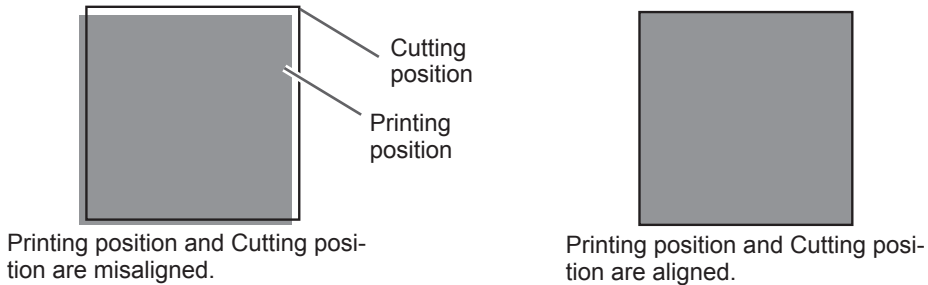 Cutting
position
Printing
position
Printing position and Cutting posi-
tion are misaligned.
Printing position and Cutting posi-
tion are aligned.